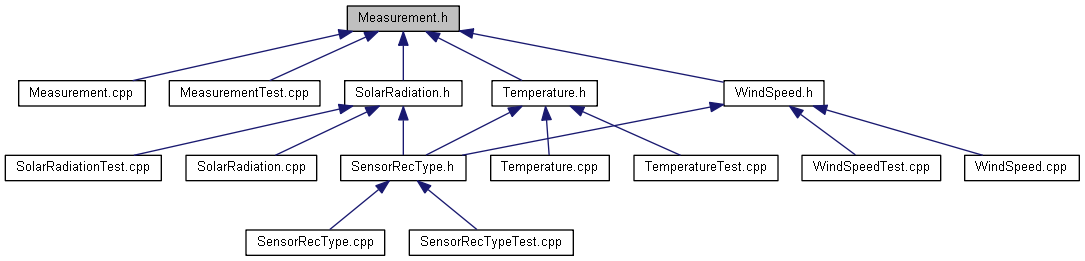 Measurement.h
Measurement.cpp
MeasurementTest.cpp
SolarRadiation.h
Temperature.h
WindSpeed.h
SolarRadiationTest.cpp
SolarRadiation.cpp
SensorRecType.h
Temperature.cpp
TemperatureTest.cpp
WindSpeedTest.cpp
WindSpeed.cpp
SensorRecType.cpp
SensorRecTypeTest.cpp